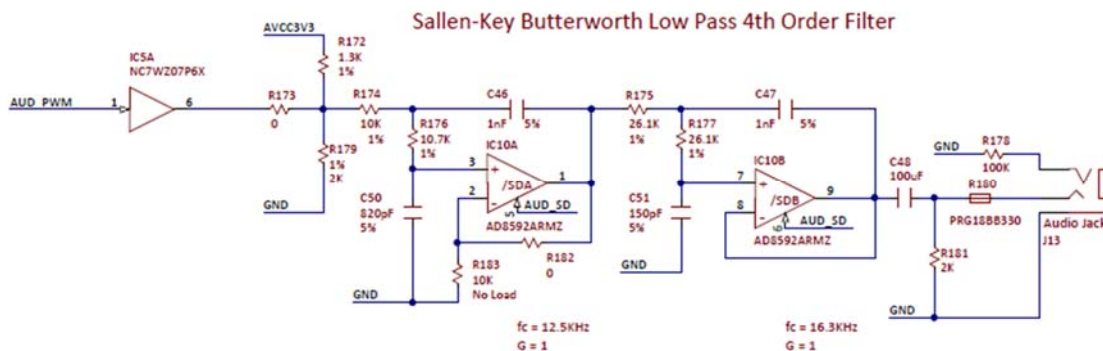 Sallen-Key Butterworth Low Pass 4th Order Filter
AVCC3V3
IC5A
NC7WZ07P6X
AUD_PWM
1
6
R173
0
R172
1.3K
1%
R179
1%
2K
GND
R174
10K
1%
R176
10.7K
1%
C46
1nF
5%
IC10A
3
+
2
-
/SDA
1
5
AUD_SD
AD8592ARMZ
C50
820pF
5%
R182
0
R183
10K
No Load
GND
R175
26.1K
1%
R177
26.1K
1%
C47
1nF
5%
IC10B
7
+
8
-
/SDB
9
6
AUD_SD
AD8592ARMZ
C51
150pF
5%
GND
C48
100uF
GND
R178
100K
R180
PRG18BB330
R181
2K
GND
Audio Jack
J13
fc = 12.5KHz
G = 1
fc = 16.3KHz
G = 1